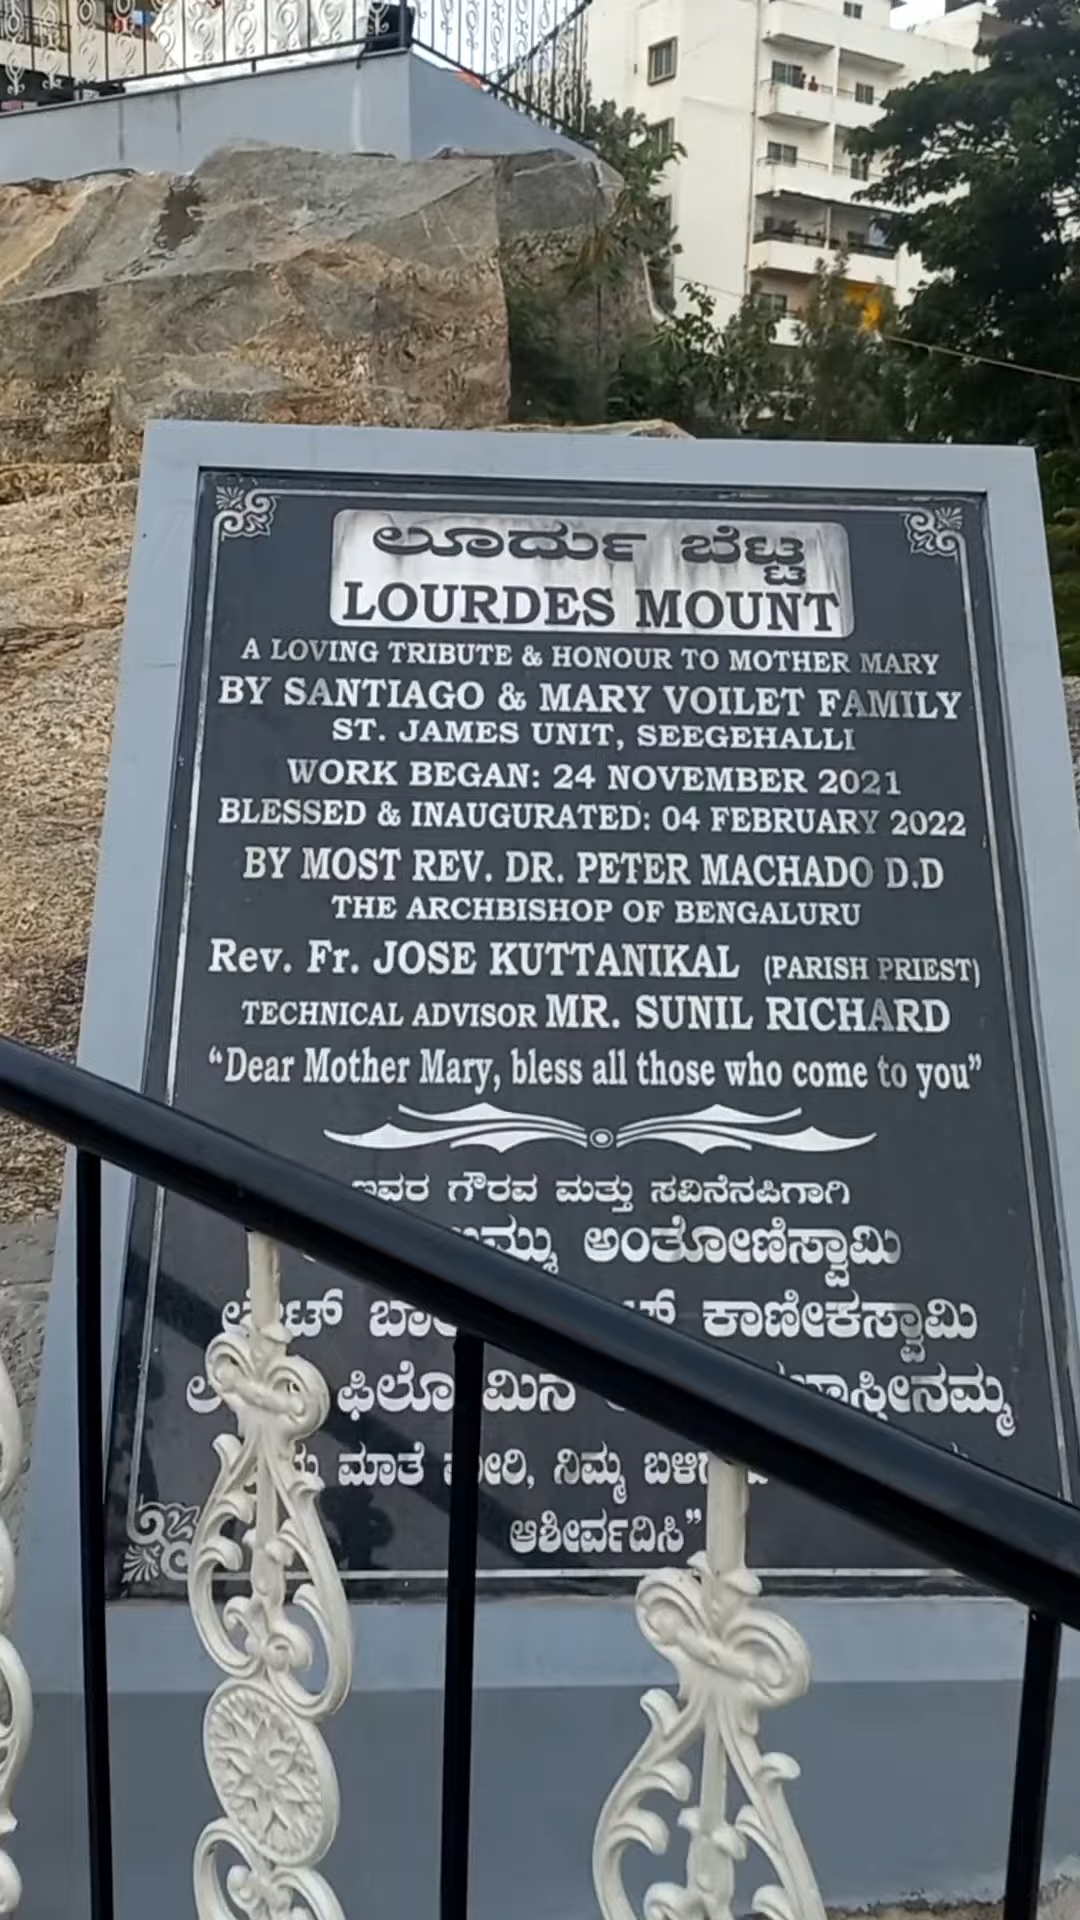 ಲೂರ್ದು ಬೆಟ್ಟ
LOURDES MOUNT
A LOVING TRIBUTE & HONOUR TO MOTHER MARY
BY SANTIAGO & MARY VOILET FAMILY
ST. JAMES UNIT, SEEGEHALLI
WORK BEGAN: 24 NOVEMBER 2021
BLESSED & INAUGURATED: 04 FEBRUARY 2022
BY MOST REV. DR. PETER MACHADO D.D
THE ARCHBISHOP OF BENGALURU
Rev. Fr. JOSE KUTTANIKAL (PARISH PRIEST)
TECHNICAL ADVISOR MR. SUNIL RICHARD
“Dear Mother Mary, bless all those who come to you”
ಗೌರವ ಮತ್ತು ಸವಿನೆನಪಿಗಾಗಿ
ಅಂತೋಣಿಸ್ವಾಮಿ
ಕಾಣೀಕಸ್ವಾಮಿ
ಮಾತೆ ನಿಮ್ಮ
ಆಶೀರ್ವದಿಸಿ”